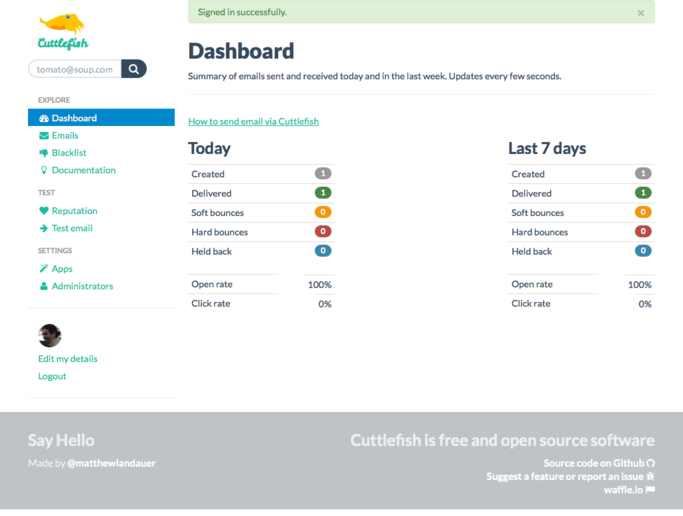 Signed in successfully.
×
Cuttlefish
tomato@soup.com
EXPLORE
Dashboard
Emails
Blacklist
Documentation
TEST
Reputation
Test email
SETTINGS
Apps
Administrators
Edit my details
Logout
Dashboard
Summary of emails sent and received today and in the last week. Updates every few seconds.
How to send email via Cuttlefish
Today
Created 1
Delivered 1
Soft bounces 0
Hard bounces 0
Held back 0
Open rate 100%
Click rate 0%
Last 7 days
Created 1
Delivered 1
Soft bounces 0
Hard bounces 0
Held back 0
Open rate 100%
Click rate 0%
Say Hello
Made by @matthewlandauer
Cuttlefish is free and open source software
Source code on Github
Suggest a feature or report an issue
waffle.io